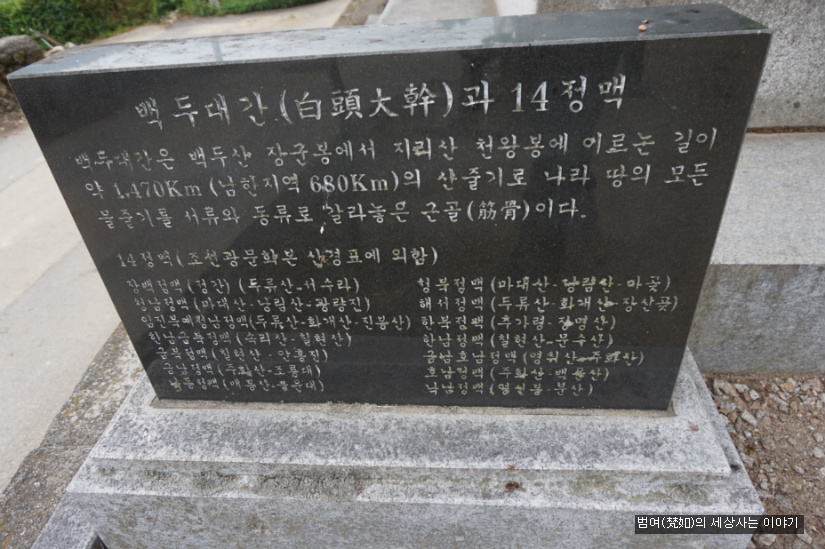 백두대간(白頭大幹)과 14정맥
백두대간은 백두산 장군봉에서 지리산 천왕봉에 이르는 길이
약 1,470Km (남한지역 680Km)의 산줄기로 나라 땅의 모든
물줄기를 서류와 동류로 갈라놓은 근골(筋骨)이다.
14정맥(조선광문회본 산경표에 의함)
장백정맥(정간)(두류산-서수라)
청남정맥(마대산-낭림산-광량진)
임진북예성남정맥(두류산-화개산-진봉산)
한남금북정맥(속리산-칠현산)
금북정맥(칠현산-안흥진)
금남정맥(주화산-조룡대)
낙동정맥
청북정맥(마대산-당량산-마곶)
해서정맥(두류산-화개산-장산곶)
한북정맥(추가령-장명산)
한남정맥(칠현산-문수산)
금남호남정맥(영취산-주화산)
호남정맥(주화산-백운산)
낙남정맥(영신봉-분산)
범여(梵如)의 세상사는 이야기